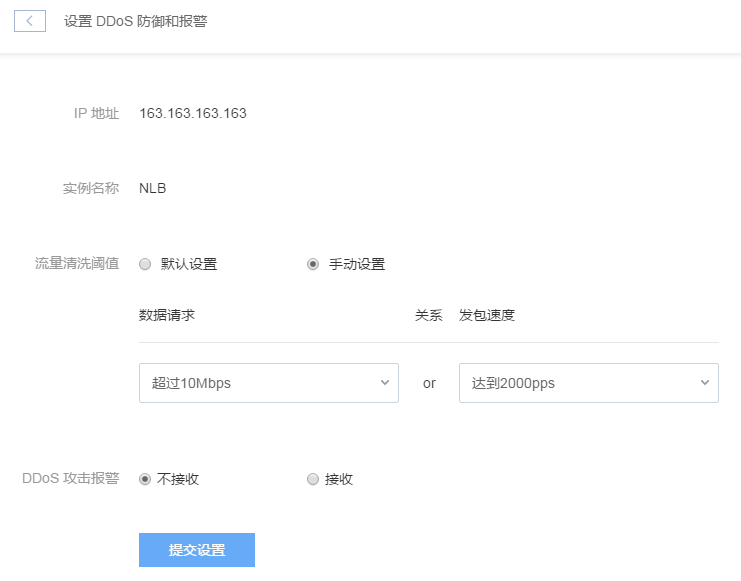 设置 DDoS 防御和报警
IP 地址 163.163.163.163
实例名称 NLB
流量清洗阈值 默认设置 手动设置
数据请求 关系 发包速度
超过10Mbps or 达到2000pps
DDoS 攻击报警 不接收 接收
提交设置